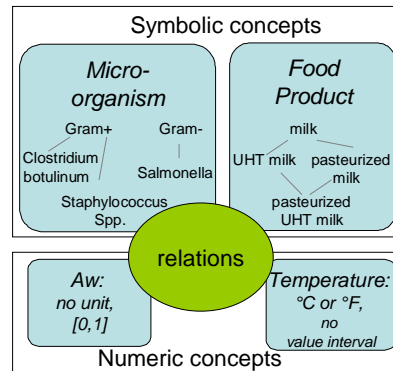 Symbolic concepts
Micro-
organism
Gram+
Gram-
Clostridium
botulinum
Salmonella
Staphylococcus
Spp.
Food
Product
milk
UHT milk
pasteurized
milk
pasteurized
UHT milk
relations
Aw:
no unit,
[0,1]
Temperature:
°C or °F,
no
value interval
Numeric concepts